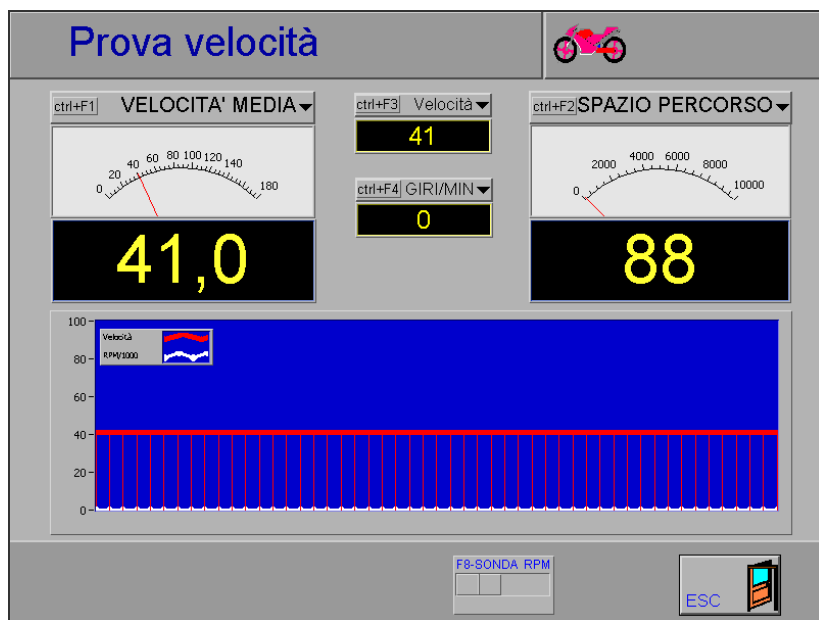 Prova velocità
ctrl+F1 VELOCITA' MEDIA
0 20 40 60 80 100 120 140 180
41,0
ctrl+F3 Velocità
41
ctrl+F4 GIRI/MIN
0
ctrl+F2 SPAZIO PERCORSO
0 2000 4000 6000 8000 10000
88
Velocità
RPM/1000
100
80
60
40
20
0
F8-SONDA RPM
ESC